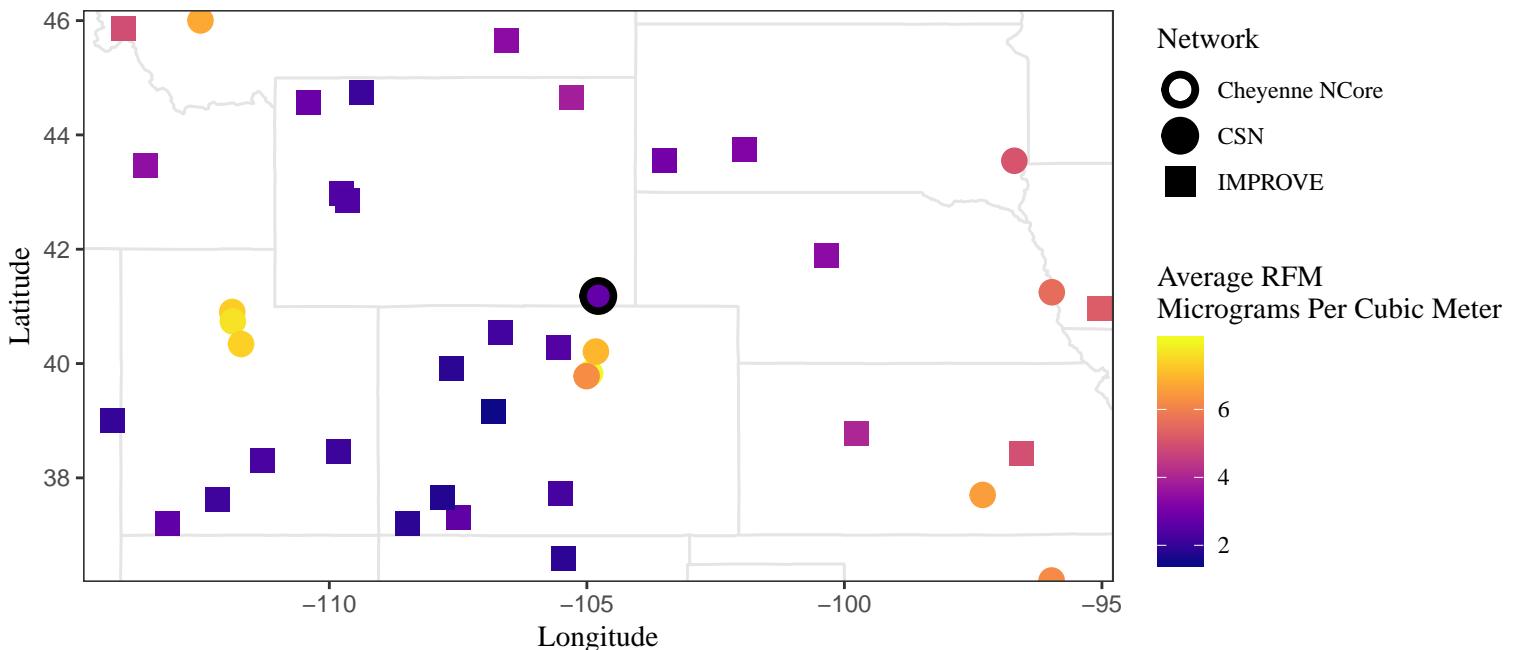 46
44
42
40
38
Latitude
−110
−105
−100
−95
Longitude
Network
Cheyenne NCore
CSN
IMPROVE
Average RFM
Micrograms Per Cubic Meter
6
4
2